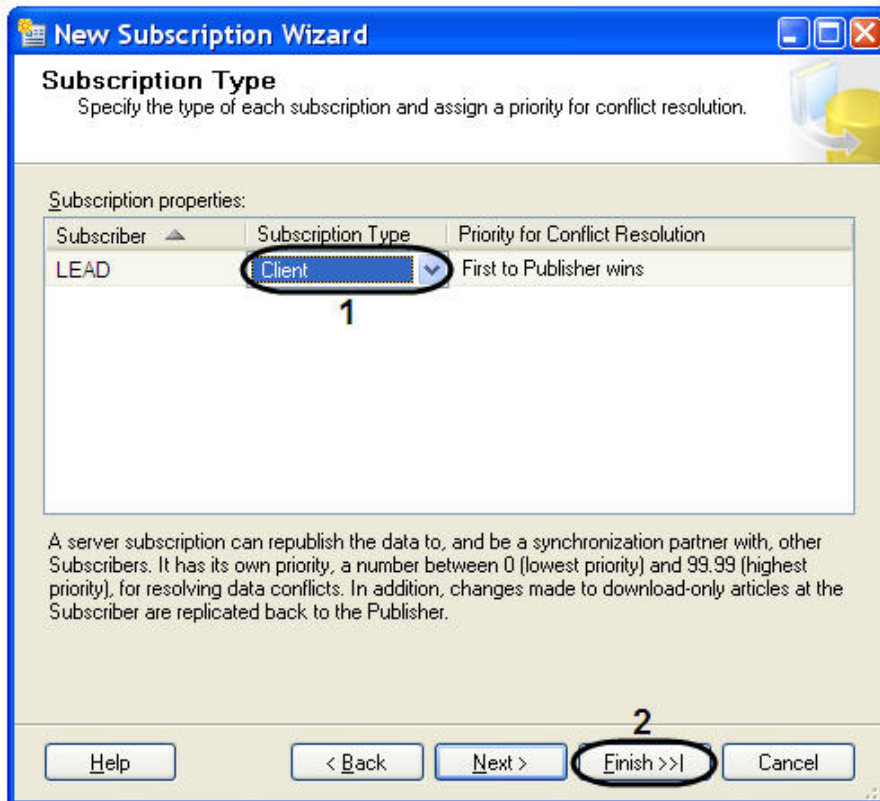 New Subscription Wizard
Subscription Type
Specify the type of each subscription and assign a priority for conflict resolution.
Subscription properties:
Subscriber Subscription Type Priority for Conflict Resolution
LEAD Client First to Publisher wins
1
A server subscription can republish the data to, and be a synchronization partner with, other
Subscribers. It has its own priority, a number between 0 (lowest priority) and 99.99 (highest
priority), for resolving data conflicts. In addition, changes made to download-only articles at the
Subscriber are replicated back to the Publisher.
2
Help < Back Next > Finish >>| Cancel